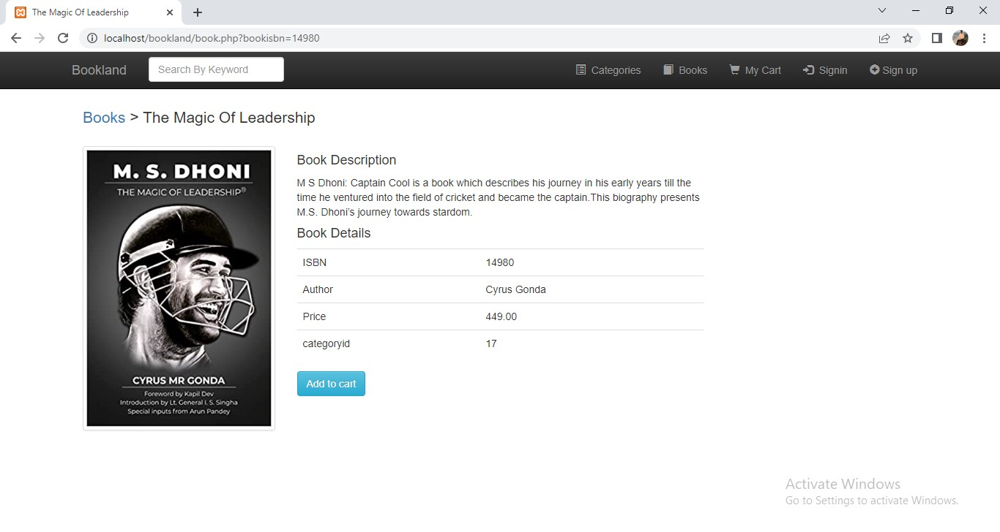 The Magic Of Leadership
localhost/bookland/book.php?bookisbn=14980
Bookland
Search By Keyword
Categories
Books
My Cart
Signin
Sign up
Books > The Magic Of Leadership
M. S. DHONI
THE MAGIC OF LEADERSHIP®
CYRUS MR GONDA
Foreword by Kapil Dev
Introduction by Lt. General I. S. Singha
Special inputs from Arun Pandey
Book Description
M S Dhoni: Captain Cool is a book which describes his journey in his early years till the
time he ventured into the field of cricket and became the captain.This biography presents
M.S. Dhoni's journey towards stardom.
Book Details
ISBN 14980
Author Cyrus Gonda
Price 449.00
categoryid 17
Add to cart
Activate Windows
Go to Settings to activate Windows.